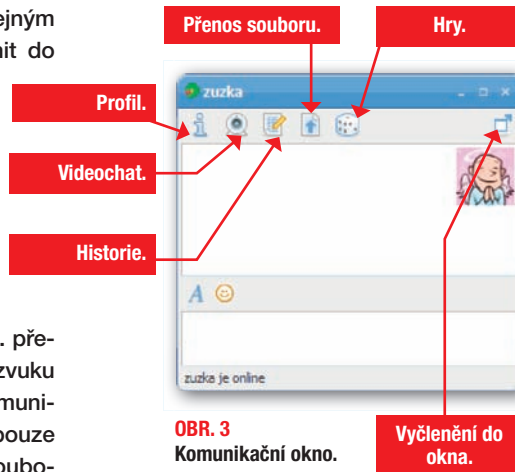 ejným
nit do
Přenos souboru.
Hry.
Profil.
zuzka
Videochat.
Historie.
A
zuzka je online
. pře-
zvuku
muni-
pouze
oubo-
OBR. 3
Komunikační okno.
Vyčlenění do
okna.